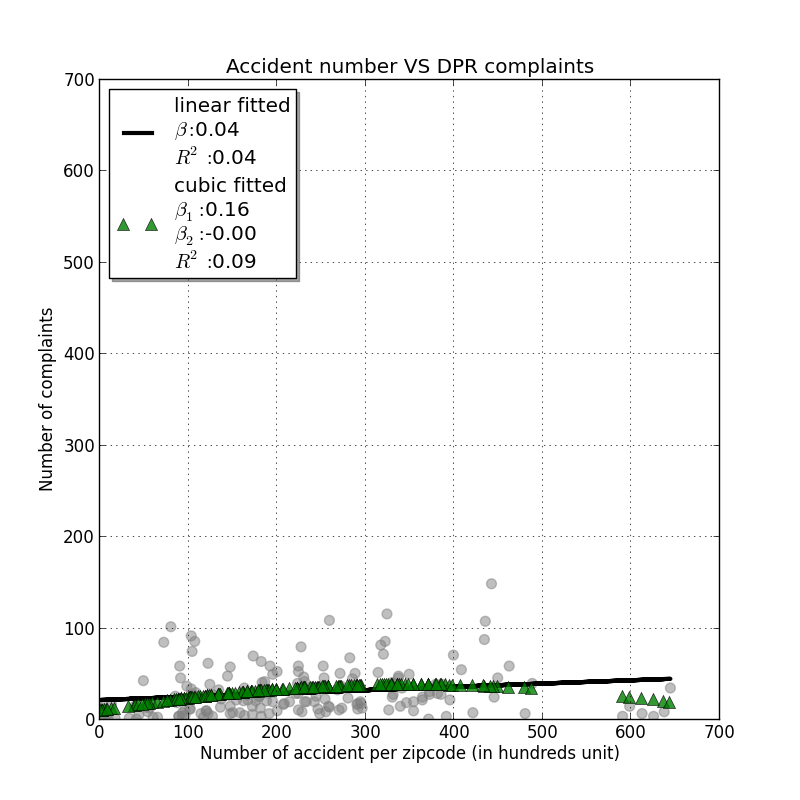 Accident number VS DPR complaints
linear fitted
β:0.04
R² :0.04
cubic fitted
β₁ :0.16
β₂ :-0.00
R² :0.09
700
600
500
400
300
200
100
0
Number of complaints
0 100 200 300 400 500 600 700
Number of accident per zipcode (in hundreds unit)